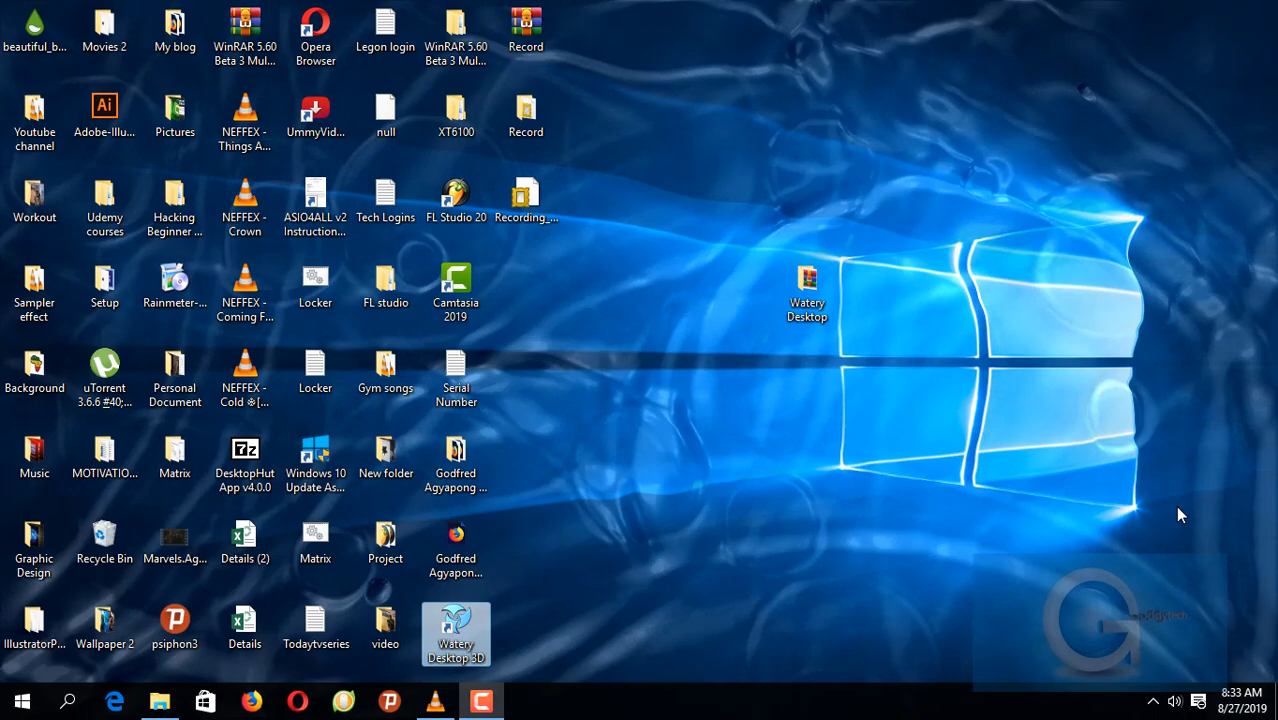 beautiful_b...
Movies 2
My blog
WinRAR 5.60
Beta 3 Mul...
Opera
Browser
Legon login
WinRAR 5.60
Beta 3 Mul...
Record
Youtube
channel
Adobe-Illu...
Pictures
NEFFEX -
Things A...
UmmyVid...
null
XT6100
Record
Workout
Udemy
courses
Hacking
Beginner ...
NEFFEX -
Crown
ASIO4ALL v2
Instruction...
Tech Logins
FL Studio 20
Recording_...
Sampler
effect
Setup
Rainmeter-...
NEFFEX -
Coming F...
Locker
FL studio
Camtasia
2019
Watery
Desktop
Background
uTorrent
3.6.6 #40;...
Personal
Document
NEFFEX -
Cold ※[...
Locker
Gym songs
Serial
Number
Music
MOTIVATIO...
Matrix
DesktopHut
App v4.0.0
Windows 10
Update As...
New folder
Godfred
Agyapong ...
Graphic
Design
Recycle Bin
Marvels.Ag...
Details (2)
Matrix
Project
Godfred
Agyapon...
IllustratorP...
Wallpaper 2
psiphon3
Details
Todaytvseries
video
Watery
Desktop 3D
8:33 AM
8/27/2019